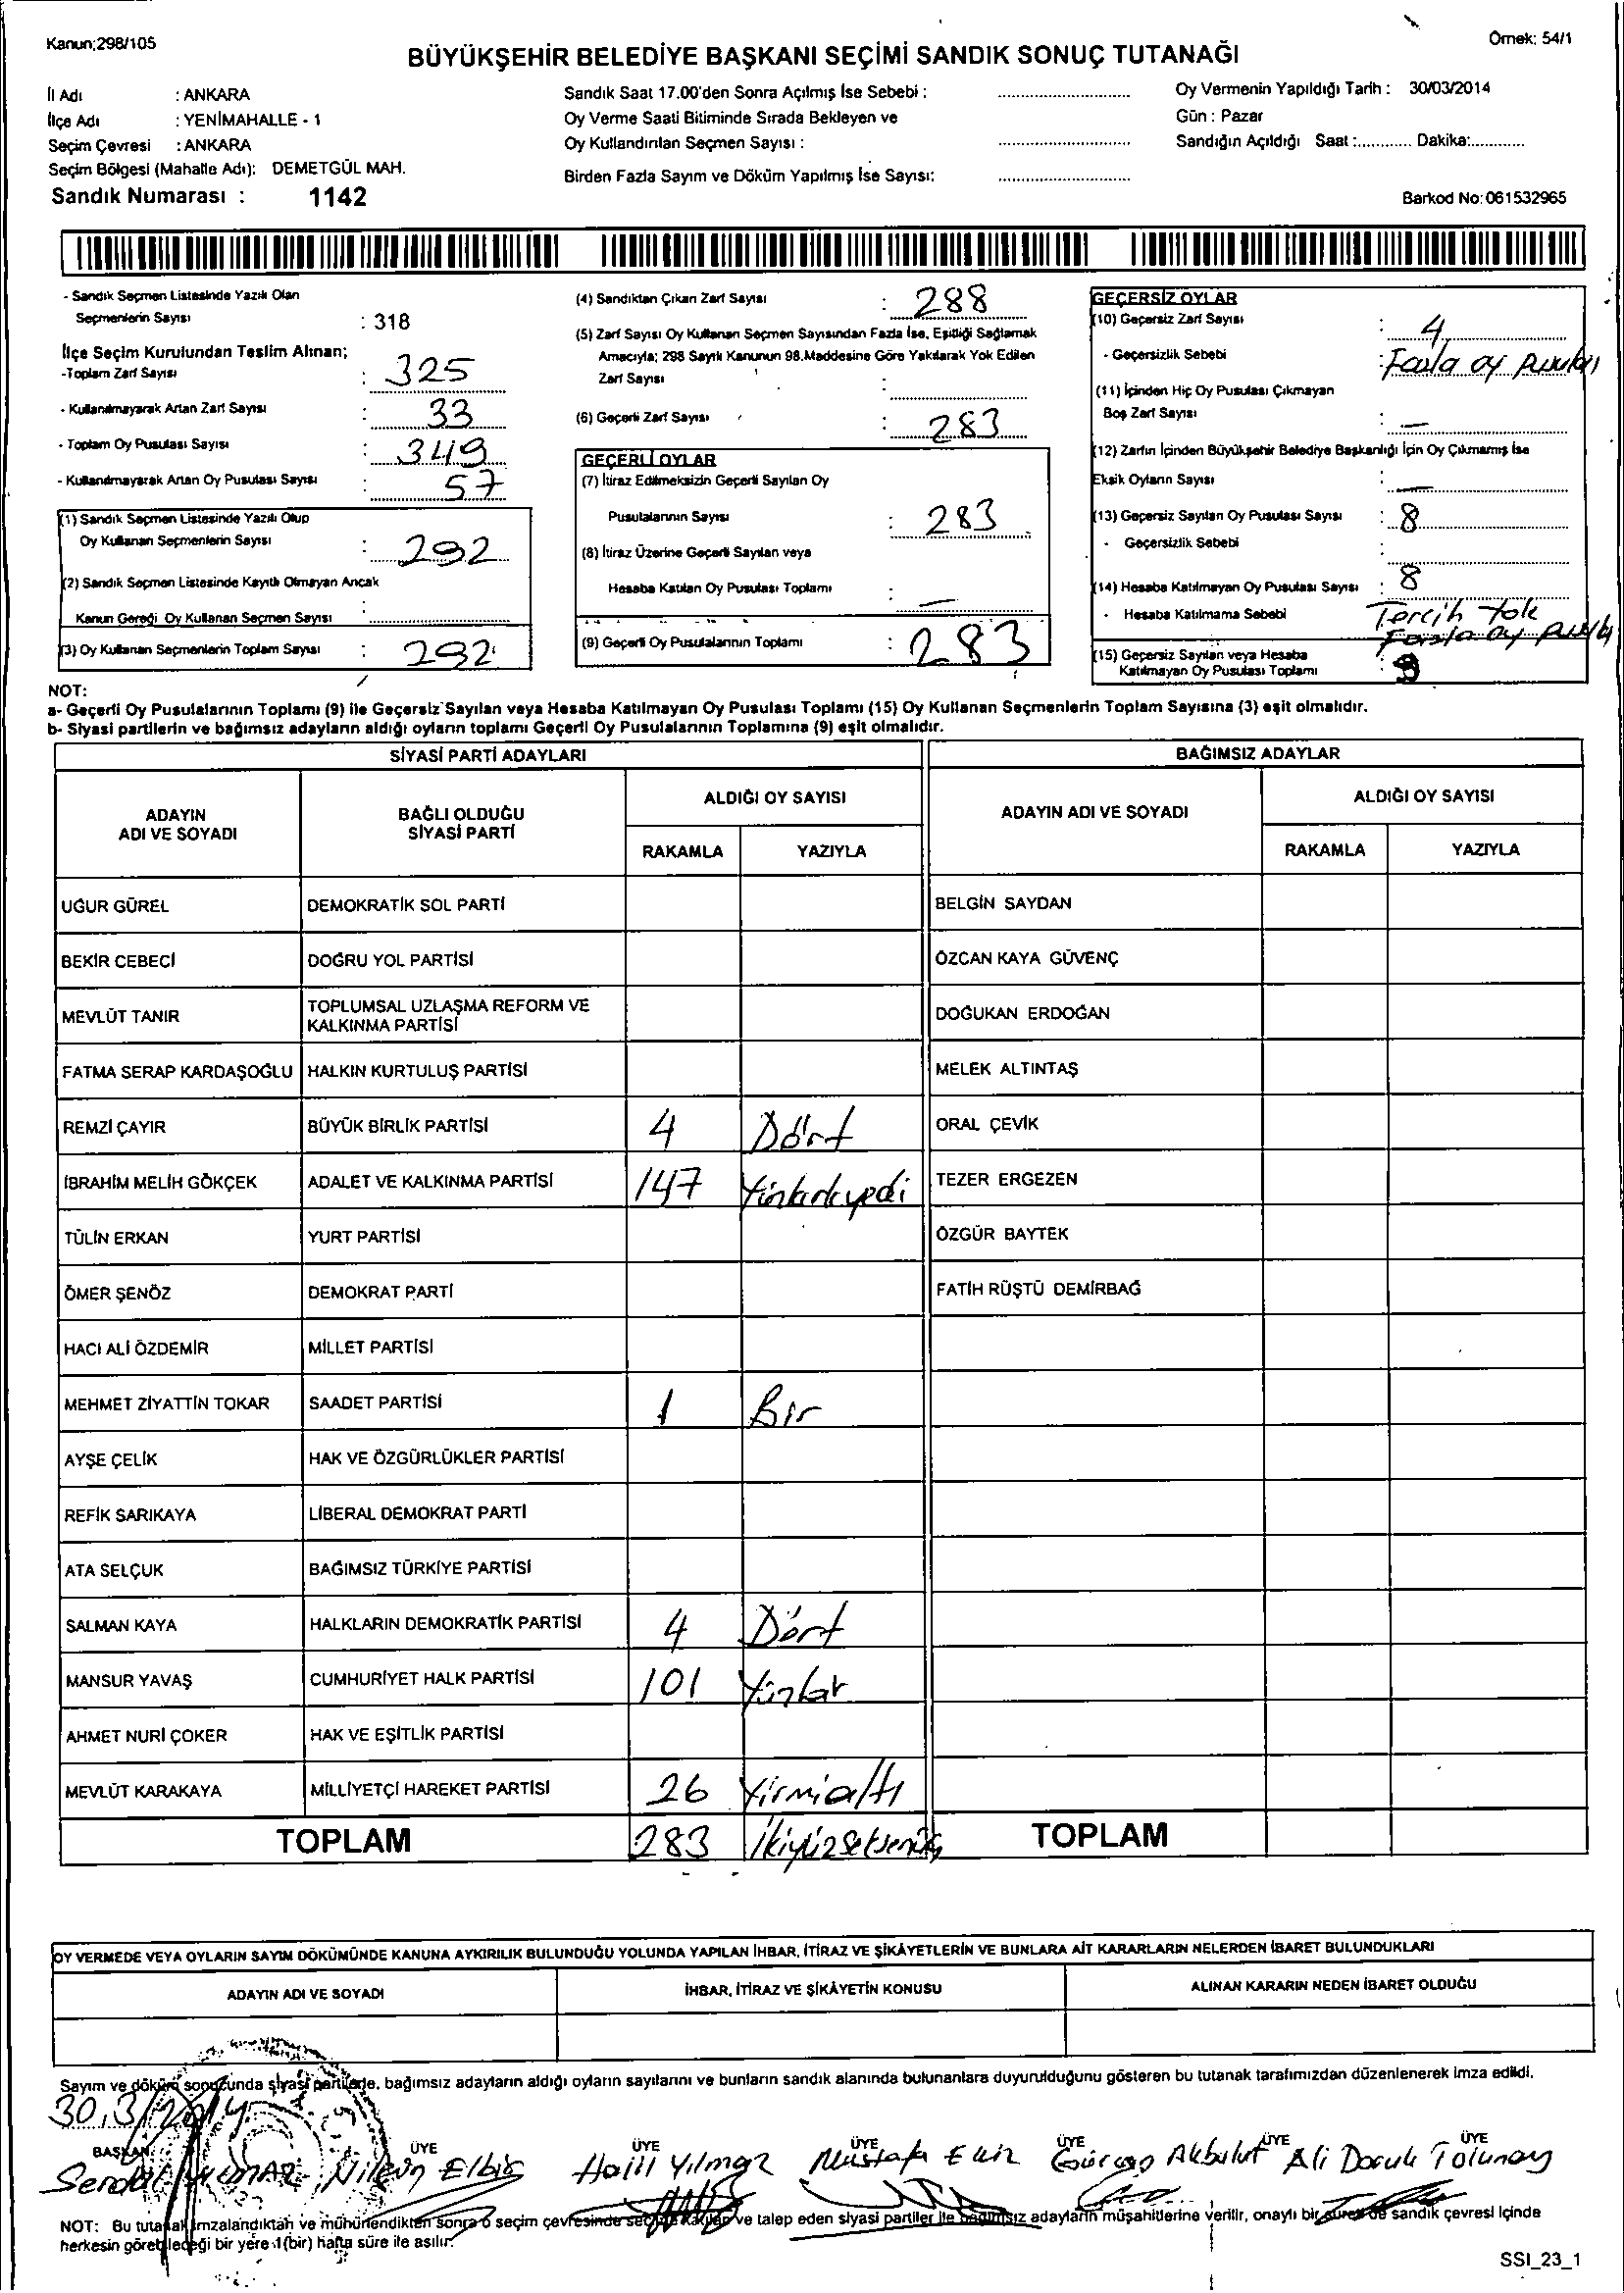 Kanun;298/105
Örnek: 54/1
BÜYÜKŞEHİR BELEDİYE BAŞKANI SEÇİMİ SANDIK SONUÇ TUTANAĞI
İl Adı : ANKARA
İlçe Adı : YENİMAHALLE - 1
Seçim Çevresi : ANKARA
Seçim Bölgesi (Mahalle Adı): DEMETGÜL MAH.
Sandık Numarası : 1142
Sandık Saat 17.00'den Sonra Açılmış İse Sebebi :
Oy Verme Saati Bitiminde Sırada Bekleyen ve
Oy Kullandırılan Seçmen Sayısı :
Birden Fazla Sayım ve Döküm Yapılmış İse Sayısı:
Oy Vermenin Yapıldığı Tarih : 30/03/2014
Gün : Pazar
Sandığın Açıldığı Saat :............ Dakika:............
Barkod No: 061532965
- Sandık Seçmen Listesinde Yazılı Olan
Seçmenlerin Sayısı : 318
İlçe Seçim Kurulundan Teslim Alınan;
-Toplam Zarf Sayısı : 325
- Kullanılmayarak Artan Zarf Sayısı : 33
- Toplam Oy Pusulası Sayısı : 349
- Kullanılmayarak Artan Oy Pusulası Sayısı : 57
(1) Sandık Seçmen Listesinde Yazılı Olup
Oy Kullanan Seçmenlerin Sayısı : 292
(2) Sandık Seçmen Listesinde Kayıtlı Olmayan Ancak
Kanun Gereği Oy Kullanan Seçmen Sayısı :
(3) Oy Kullanan Seçmenlerin Toplam Sayısı : 292
(4) Sandıktan Çıkan Zarf Sayısı : 288
(5) Zarf Sayısı Oy Kullanan Seçmen Sayısından Fazla İse, Eşitliği Sağlamak
Amacıyla; 298 Sayılı Kanunun 98.Maddesine Göre Yakılarak Yok Edilen
Zarf Sayısı :
(6) Geçerli Zarf Sayısı : 283
GEÇERLİ OYLAR
(7) İtiraz Edilmeksizin Geçerli Sayılan Oy
Pusulalarının Sayısı : 283
(8) İtiraz Üzerine Geçerli Sayılan veya
Hesaba Katılan Oy Pusulası Toplamı : —
(9) Geçerli Oy Pusulalarının Toplamı : 283
GEÇERSİZ OYLAR
(10) Geçersiz Zarf Sayısı : 4
- Geçersizlik Sebebi : Fazla oy pusulası
(11) İçinden Hiç Oy Pusulası Çıkmayan
Boş Zarf Sayısı : —
(12) Zarfın İçinden Büyükşehir Belediye Başkanlığı İçin Oy Çıkmamış İse
Eksik Oyların Sayısı : —
(13) Geçersiz Sayılan Oy Pusulası Sayısı : 8
- Geçersizlik Sebebi :
(14) Hesaba Katılmayan Oy Pusulası Sayısı : 8
- Hesaba Katılmama Sebebi Tercih Yok
Fazla oy pusulası
(15) Geçersiz Sayılan veya Hesaba
Katılmayan Oy Pusulası Toplamı :
NOT:
a- Geçerli Oy Pusulalarının Toplamı (9) ile Geçersiz Sayılan veya Hesaba Katılmayan Oy Pusulası Toplamı (15) Oy Kullanan Seçmenlerin Toplam Sayısına (3) eşit olmalıdır.
b- Siyasi partilerin ve bağımsız adayların aldığı oyların toplamı Geçerli Oy Pusulalarının Toplamına (9) eşit olmalıdır.
SİYASİ PARTİ ADAYLARI
ADAYIN ADI VE SOYADI
BAĞLI OLDUĞU SİYASİ PARTİ
ALDIĞI OY SAYISI
RAKAMLA YAZIYLA
UĞUR GÜREL DEMOKRATİK SOL PARTİ
BEKİR CEBECİ DOĞRU YOL PARTİSİ
MEVLÜT TANIR TOPLUMSAL UZLAŞMA REFORM VE
KALKINMA PARTİSİ
FATMA SERAP KARDAŞOĞLU HALKIN KURTULUŞ PARTİSİ
REMZİ ÇAYIR BÜYÜK BİRLİK PARTİSİ 4 Dört
İBRAHİM MELİH GÖKÇEK ADALET VE KALKINMA PARTİSİ 147 Yüzkırkyedi
TÜLİN ERKAN YURT PARTİSİ
ÖMER ŞENÖZ DEMOKRAT PARTİ
HACI ALİ ÖZDEMİR MİLLET PARTİSİ
MEHMET ZİYATTİN TOKAR SAADET PARTİSİ 1 Bir
AYŞE ÇELİK HAK VE ÖZGÜRLÜKLER PARTİSİ
REFİK SARIKAYA LİBERAL DEMOKRAT PARTİ
ATA SELÇUK BAĞIMSIZ TÜRKİYE PARTİSİ
SALMAN KAYA HALKLARIN DEMOKRATİK PARTİSİ 4 Dört
MANSUR YAVAŞ CUMHURİYET HALK PARTİSİ 101 Yüzbir
AHMET NURİ ÇOKER HAK VE EŞİTLİK PARTİSİ
MEVLÜT KARAKAYA MİLLİYETÇİ HAREKET PARTİSİ 26 Yirmialtı
TOPLAM 283 İkiyüzseksenüç
BAĞIMSIZ ADAYLAR
ADAYIN ADI VE SOYADI
ALDIĞI OY SAYISI
RAKAMLA YAZIYLA
BELGİN SAYDAN
ÖZCAN KAYA GÜVENÇ
DOĞUKAN ERDOĞAN
MELEK ALTINTAŞ
ORAL ÇEVİK
TEZER ERGEZEN
ÖZGÜR BAYTEK
FATİH RÜŞTÜ DEMİRBAĞ
TOPLAM
OY VERMEDE VEYA OYLARIN SAYIM DÖKÜMÜNDE KANUNA AYKIRILIK BULUNDUĞU YOLUNDA YAPILAN İHBAR, İTİRAZ VE ŞİKÂYETLERİN VE BUNLARA AİT KARARLARIN NELERDEN İBARET BULUNDUKLARI
ADAYIN ADI VE SOYADI
İHBAR, İTİRAZ VE ŞİKÂYETİN KONUSU
ALINAN KARARIN NEDEN İBARET OLDUĞU
Sayım ve döküm sonucunda siyasi partilerle, bağımsız adayların aldığı oyların sayılarını ve bunların sandık alanında bulunanlara duyurulduğunu gösteren bu tutanak tarafımızdan düzenlenerek imza edildi.
30.3/2014
BAŞKAN ÜYE ÜYE ÜYE ÜYE ÜYE ÜYE
Serdal YILMAZ Halil Yılmaz Mustafa Akbulut Ali Doruk Tolunay
NOT: Bu tutanak imzalandıktan ve mühürlendikten sonra o seçim çevresinde seçime katılan ve talep eden siyasi partiler ile bağımsız adayların müşahitlerine verilir, onaylı bir sureti de sandık çevresi içinde
herkesin görebileceği bir yere 1(bir) hafta süre ile asılır.
SSI_23_1